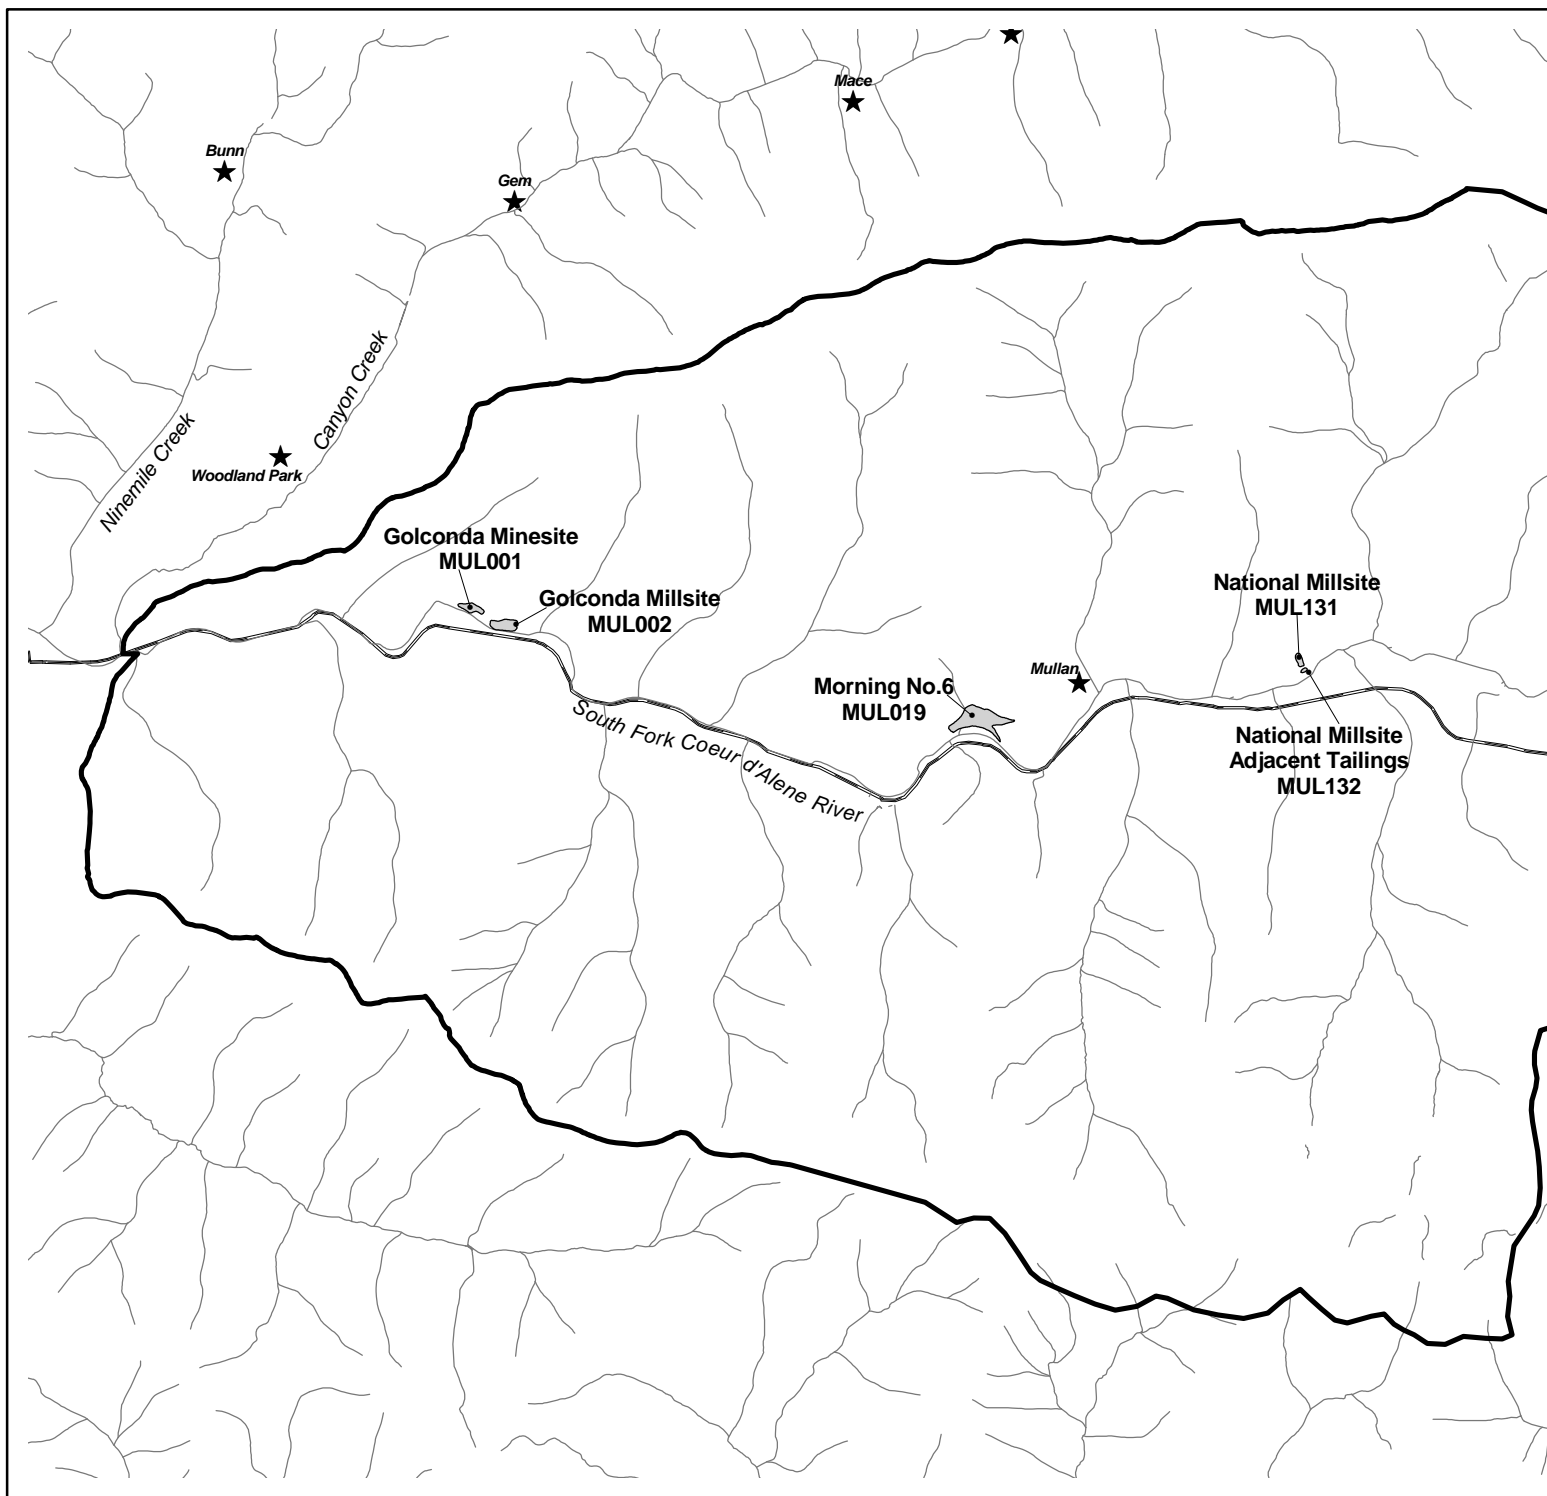 Mace
Bunn
Gem
Canyon Creek
Ninemile Creek
Woodland Park
Golconda Minesite
MUL001
Golconda Millsite
MUL002
National Millsite
MUL131
Mullan
Morning No.6
MUL019
South Fork Coeur d'Alene River
National Millsite
Adjacent Tailings
MUL132